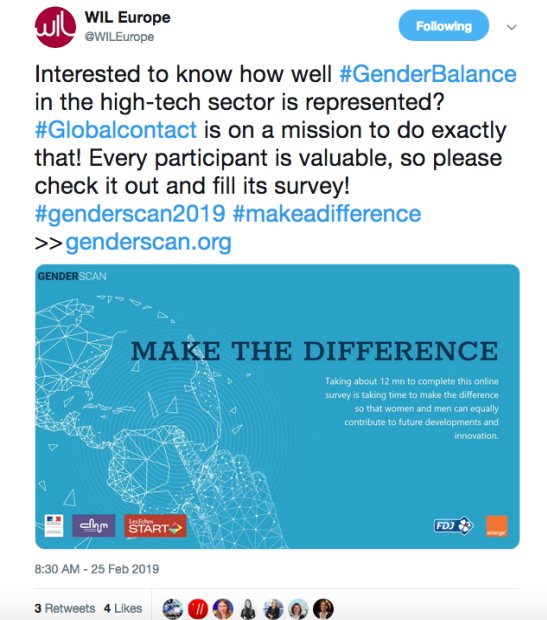 WIL Europe
@WILEurope
Following
Interested to know how well #GenderBalance
in the high-tech sector is represented?
#Globalcontact is on a mission to do exactly
that! Every participant is valuable, so please
check it out and fill its survey!
#genderscan2019 #makeadifference
>>genderscan.org
GENDERSCAN
MAKE THE DIFFERENCE
Taking about 12 mn to complete this online
survey is taking time to make the difference
so that women and men can equally
contribute to future developments and
innovation.
LesEchos
START
FDJ
orange
8:30 AM - 25 Feb 2019
3 Retweets 4 Likes